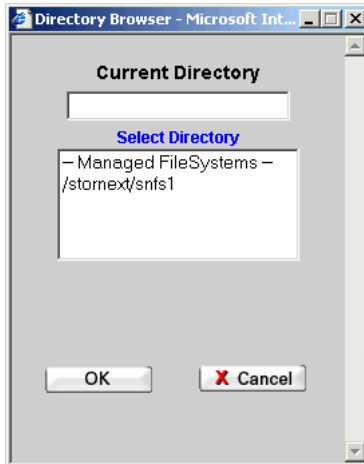 Directory Browser - Microsoft Int...
Current Directory
Select Directory
– Managed FileSystems –
/stornext/snfs1
OK
X Cancel